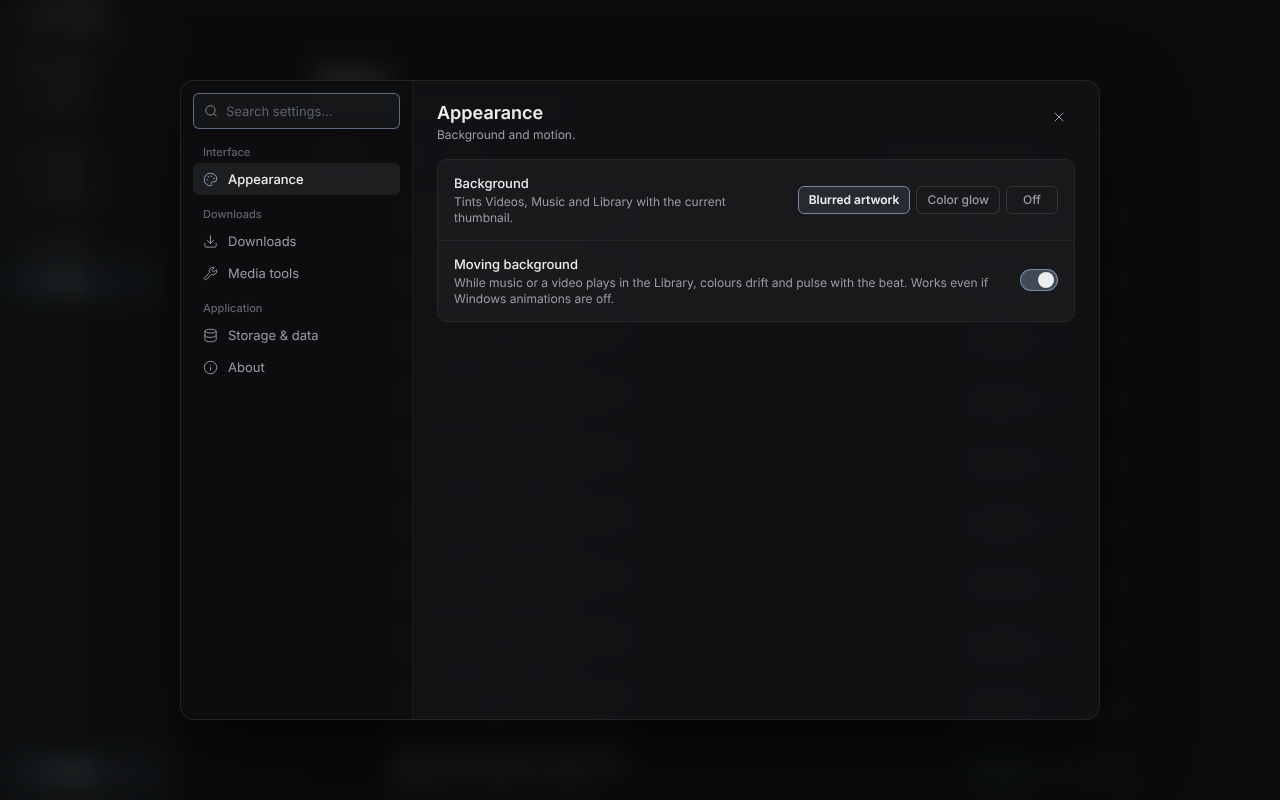 Search settings...
Interface
Appearance
Downloads
Downloads
Media tools
Application
Storage & data
About
Appearance
Background and motion.
Background
Tints Videos, Music and Library with the current
thumbnail.
Blurred artwork
Color glow
Off
Moving background
While music or a video plays in the Library, colours drift and pulse with the beat. Works even if
Windows animations are off.